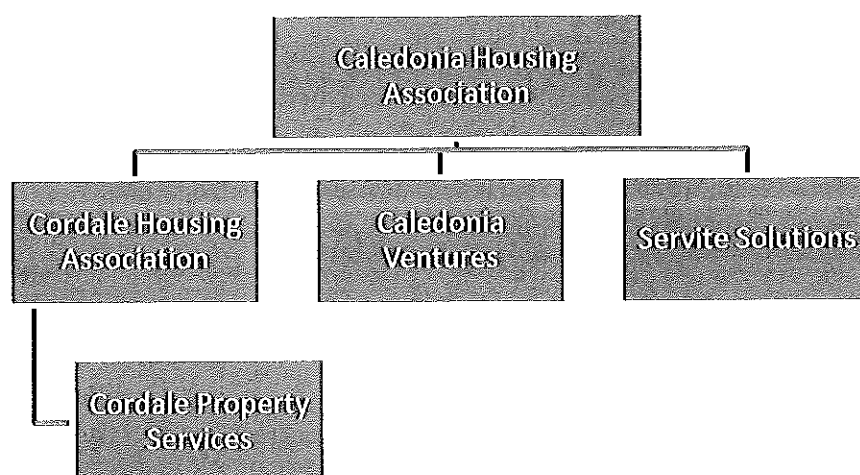 Caledonia Housing
Association
Cordale Housing
Association
Caledonia
Ventures
Servite Solutions
Cordale Property
Services